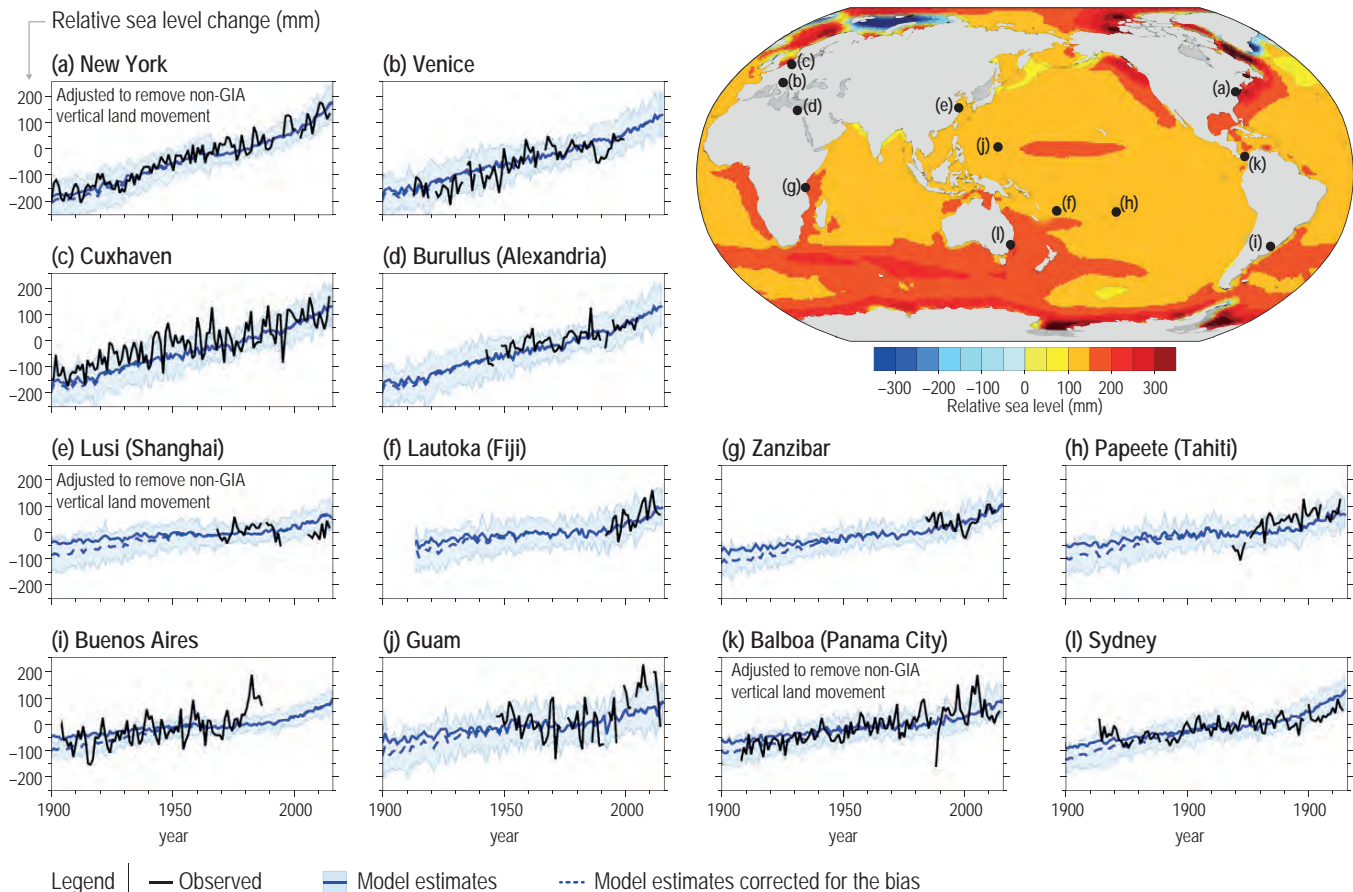 Relative sea level change (mm)
(a) New York
(b) Venice
Adjusted to remove non-GIA
vertical land movement
200
100
0
−100
−200
(c) Cuxhaven
(d) Burullus (Alexandria)
200
100
0
−100
−200
(c)
(b)
(d)
(e)
(a)
(j)
(k)
(g)
(f)
(h)
(l)
(i)
−300
−200
−100
0
100
200
300
Relative sea level (mm)
(e) Lusi (Shanghai)
(f) Lautoka (Fiji)
(g) Zanzibar
(h) Papeete (Tahiti)
Adjusted to remove non-GIA
vertical land movement
200
100
0
−100
−200
(i) Buenos Aires
(j) Guam
(k) Balboa (Panama City)
(l) Sydney
Adjusted to remove non-GIA
vertical land movement
200
100
0
−100
−200
1900
1950
2000
1900
1950
2000
1900
1950
2000
1900
1900
1900
year
year
year
year
Legend
Observed
Model estimates
Model estimates corrected for the bias